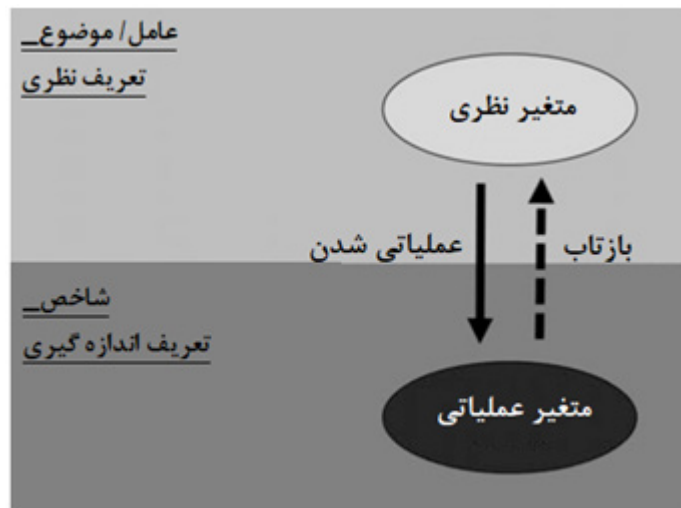 عامل/ موضوع_
تعریف نظری
متغیر نظری
عملیاتی شدن
بازتاب
شاخص_
تعریف اندازه گیری
متغیر عملیاتی